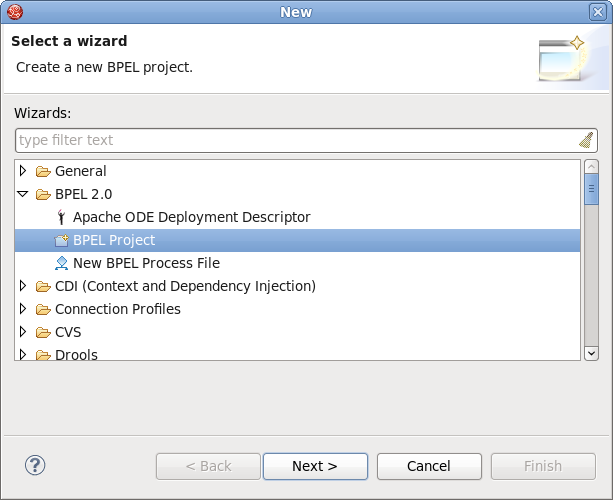 New
Select a wizard
Create a new BPEL project.
Wizards:
type filter text
General
BPEL 2.0
Apache ODE Deployment Descriptor
BPEL Project
New BPEL Process File
CDI (Context and Dependency Injection)
Connection Profiles
CVS
Drools
?
< Back
Next >
Cancel
Finish